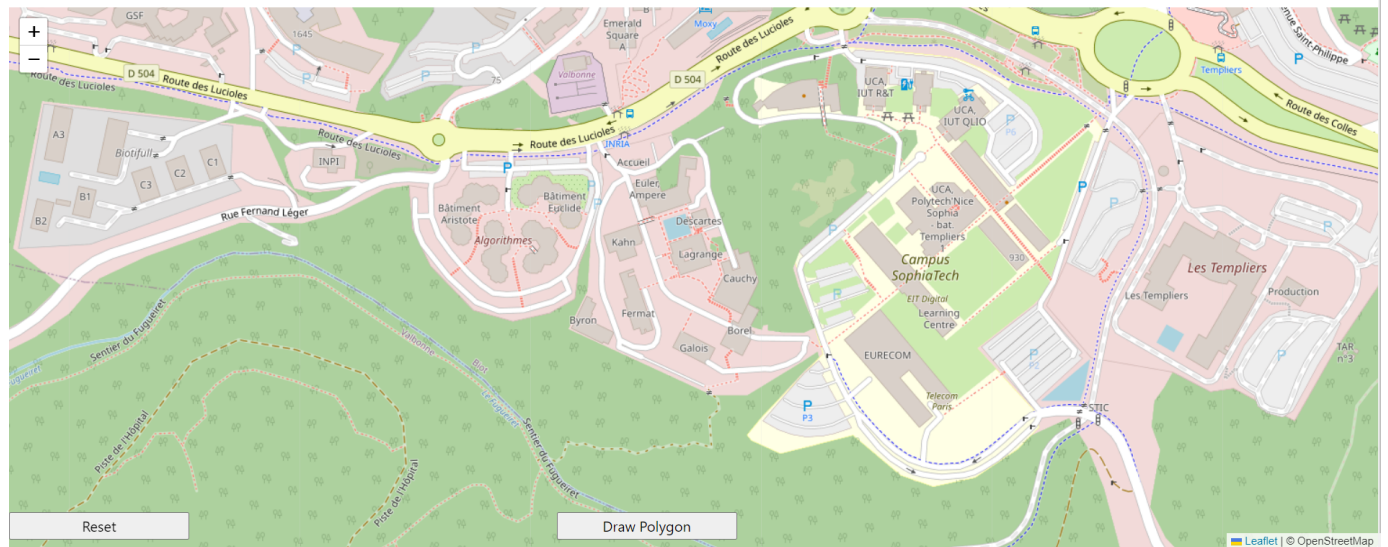 +
−
GSF
1645
Emerald
Square
A
Moxy
P
75
Valbonne
D 504
Route des Lucioles
Route des Lucioles
D 504
Route des Lucioles
Route des Lucioles
Route des Lucioles
INRIA
P
Templiers
Route des Colles
UCA,
IUT R&T
UCA,
IUT QLIO
P6
A3
Biotifull
C1
C2
C3
B1
B2
INPI
Rue Fernand Léger
P
Accueil
Euler,
Ampere
Bâtiment
Aristote
Bâtiment
Euclide
Algorithmes
Kahn
Descartes
Lagrange
Cauchy
Byron
Fermat
Borel
Galois
UCA,
Polytech'Nice
Sophia
- bat.
Templiers
1
Campus
SophiaTech
930
EIT Digital
Learning
Centre
EURECOM
Telecom
Paris
P
P3
P
P2
P
P
STIC
Les Templiers
Les Templiers
Production
P
TAR
n°3
Sentier du Fugueiret
Valbonne
Biot
Le Fugueiret
Sentier du Fugueiret
Piste de l'Hôpital
Piste de l'Hôpital
Reset
Draw Polygon
Leaflet | © OpenStreetMap